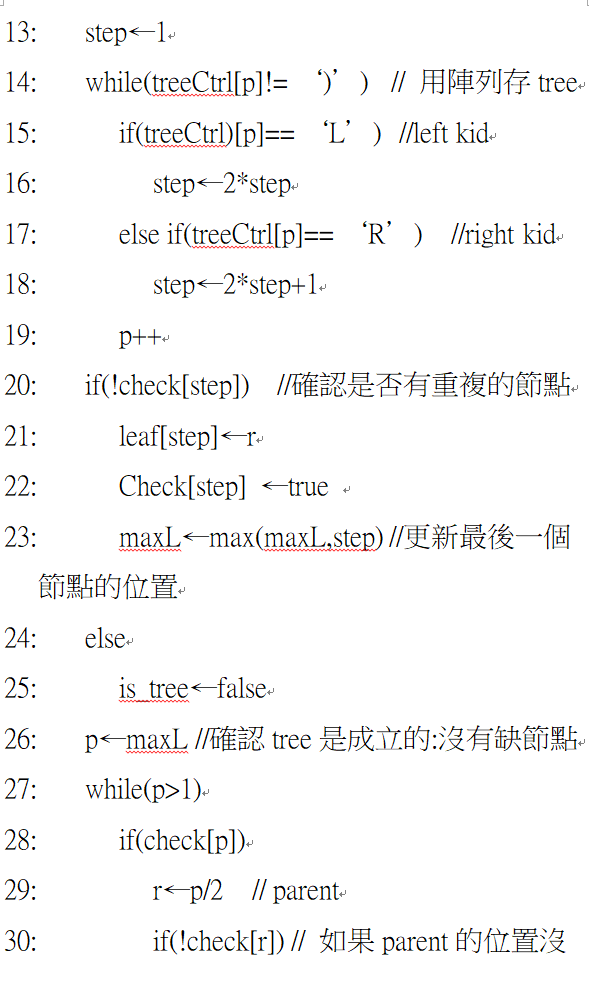 13:     step←1
14:     while(treeCtrl[p]!= ‘)’ )  // 用陣列存 tree
15:       if(treeCtrl)[p]== ‘L’ ) //left kid
16:         step←2*step
17:       else if(treeCtrl[p]== ‘R’ )  //right kid
18:         step←2*step+1
19:       p++
20:     if(!check[step])  //確認是否有重複的節點
21:       leaf[step]←r
22:       Check[step] ←true
23:       maxL←max(maxL,step) //更新最後一個
節點的位置
24:     else
25:       is_tree←false
26:     p←maxL //確認 tree 是成立的:沒有缺節點
27:     while(p>1)
28:       if(check[p])
29:         r←p/2  // parent
30:         if(!check[r]) // 如果 parent 的位置沒